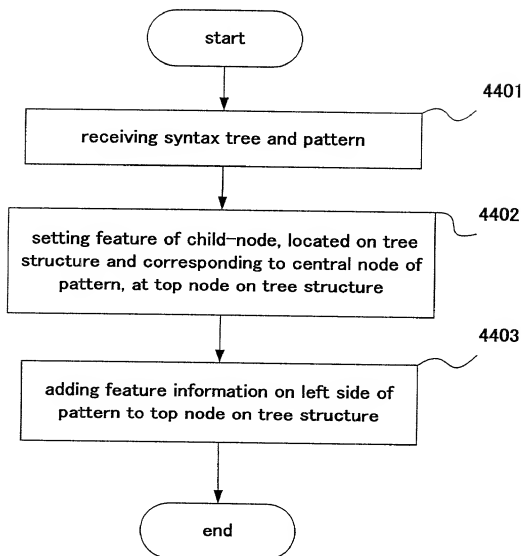 start
4401
receiving syntax tree and pattern
4402
setting feature of child-node, located on tree
structure and corresponding to central node of
pattern, at top node on tree structure
4403
adding feature information on left side of
pattern to top node on tree structure
end